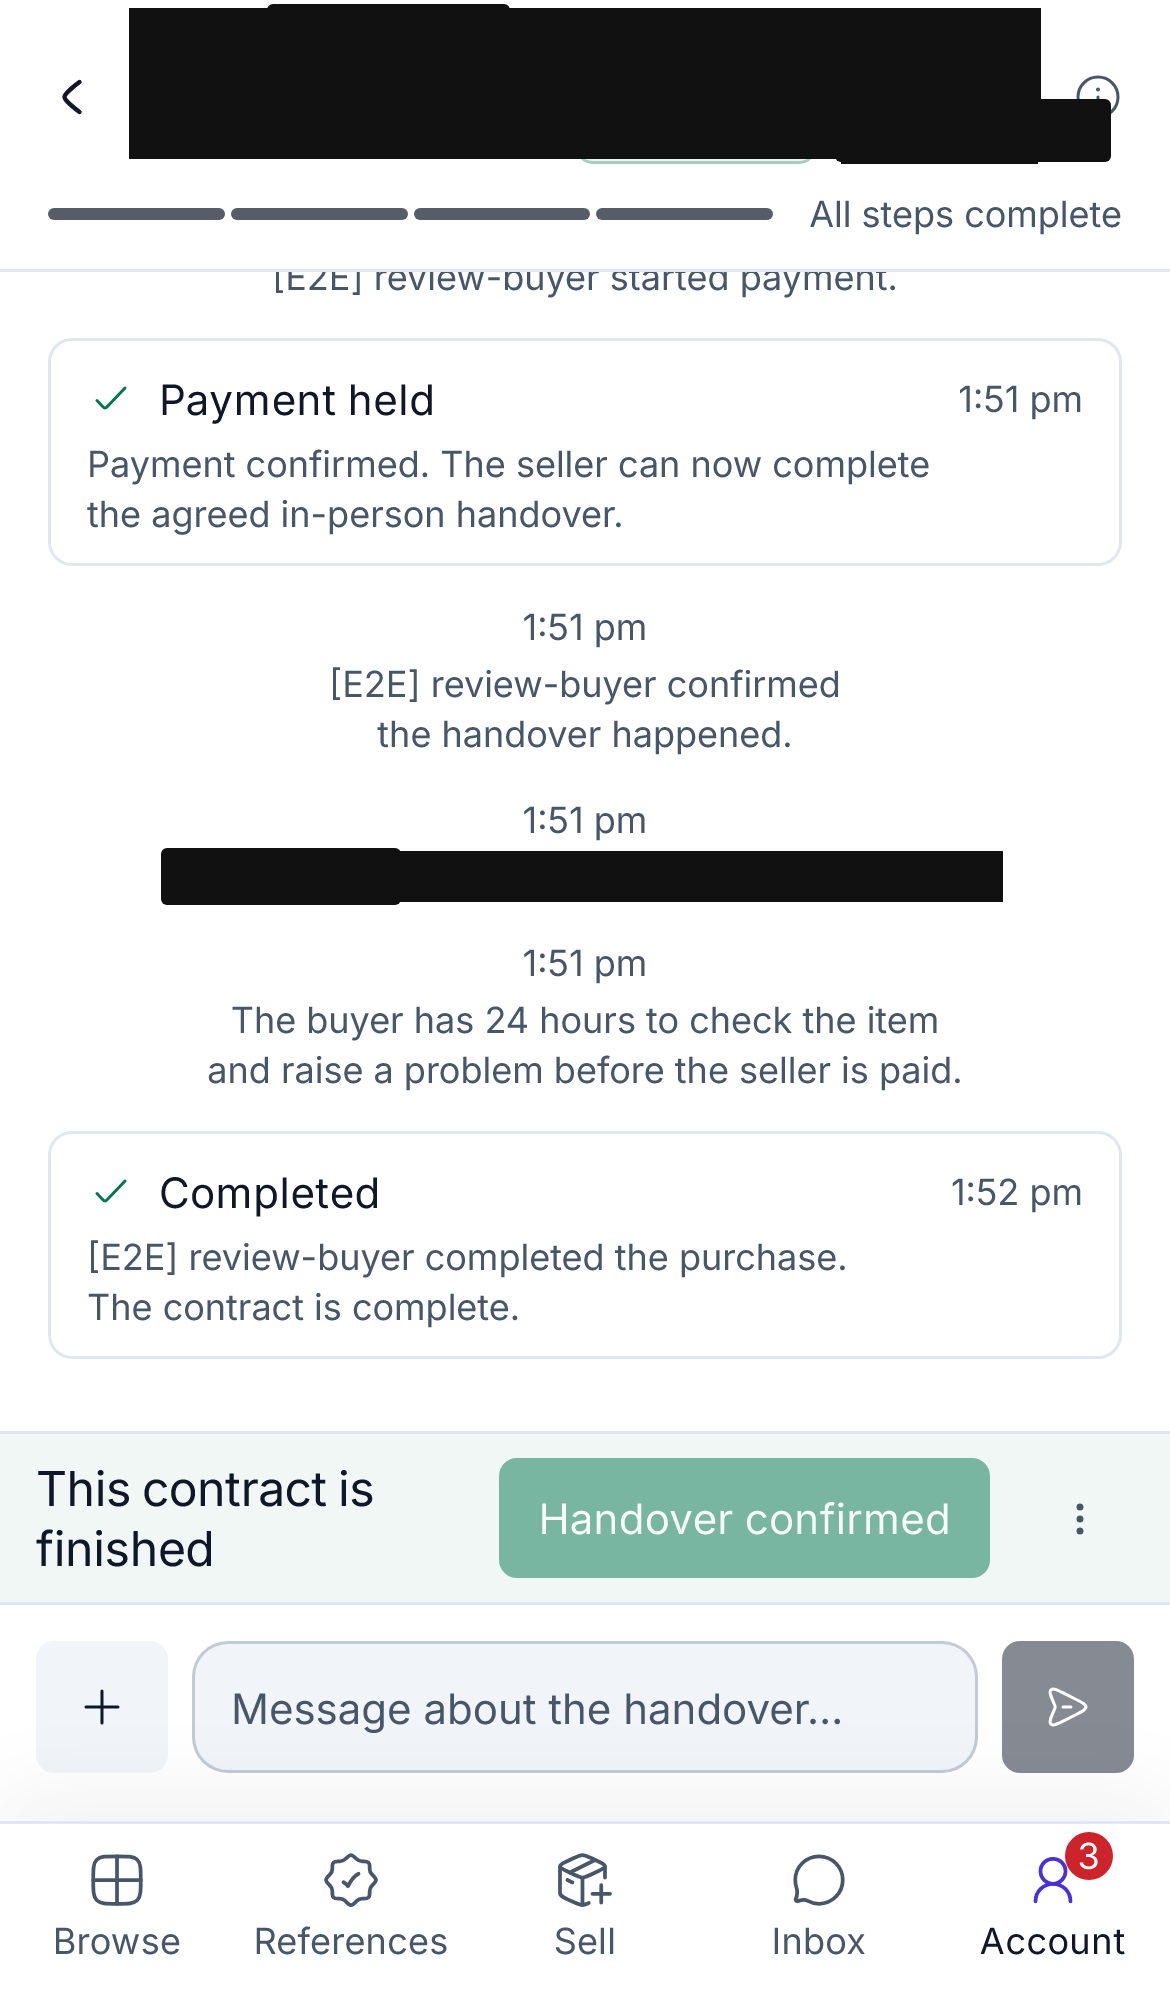 All steps complete
[E2E] review-buyer started payment.
Payment held
1:51 pm
Payment confirmed. The seller can now complete
the agreed in-person handover.
1:51 pm
[E2E] review-buyer confirmed
the handover happened.
1:51 pm
1:51 pm
The buyer has 24 hours to check the item
and raise a problem before the seller is paid.
Completed
1:52 pm
[E2E] review-buyer completed the purchase.
The contract is complete.
This contract is
finished
Handover confirmed
Message about the handover...
3
Browse
References
Sell
Inbox
Account